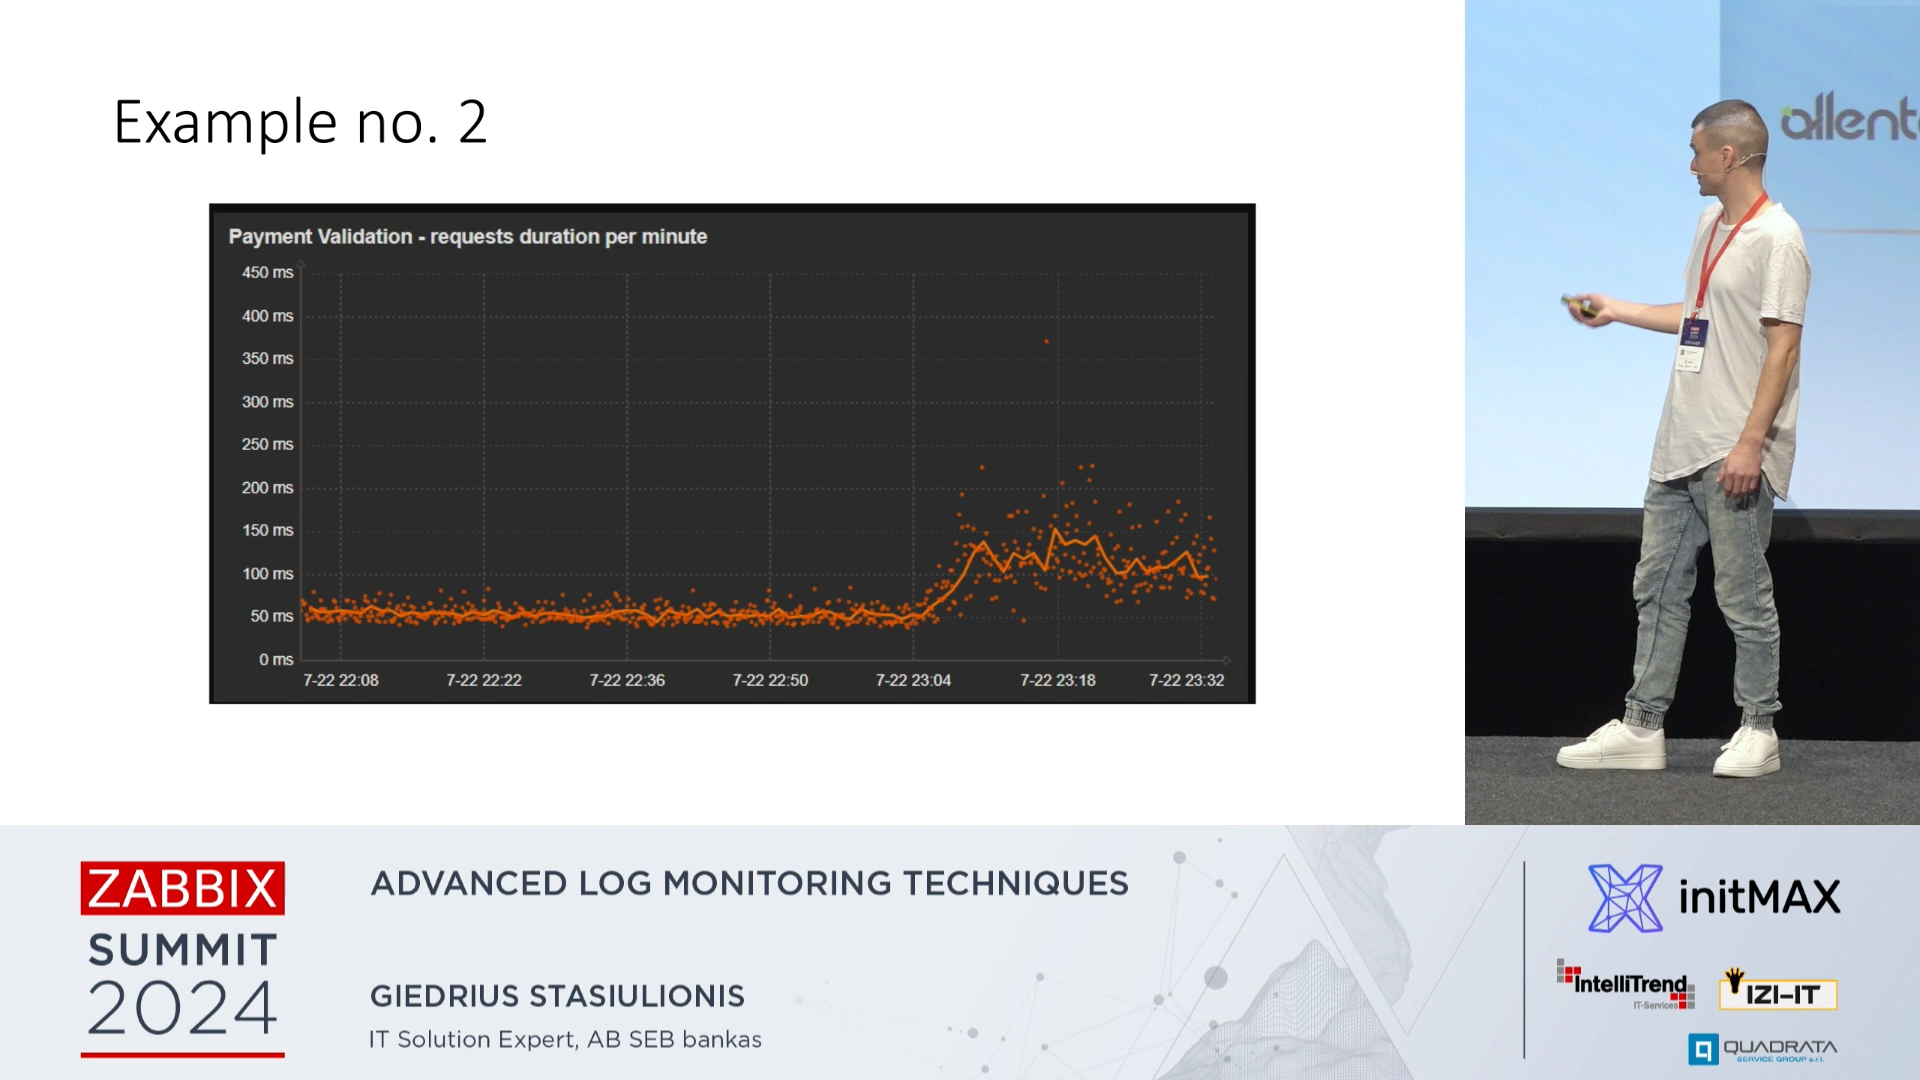 Example no. 2
Payment Validation - requests duration per minute
450 ms
400 ms
350 ms
300 ms
250 ms
200 ms
150 ms
100 ms
50 ms
0 ms
7-22 22:08
7-22 22:22
7-22 22:36
7-22 22:50
7-22 23:04
7-22 23:18
7-22 23:32
ZABBIX
SUMMIT
2024
ADVANCED LOG MONITORING TECHNIQUES
GIEDRIUS STASIULIONIS
IT Solution Expert, AB SEB bankas
initMAX
IntelliTrend
IT-Services
IZI-IT
QUADRATA
SERVICE GROUP s.r.l.